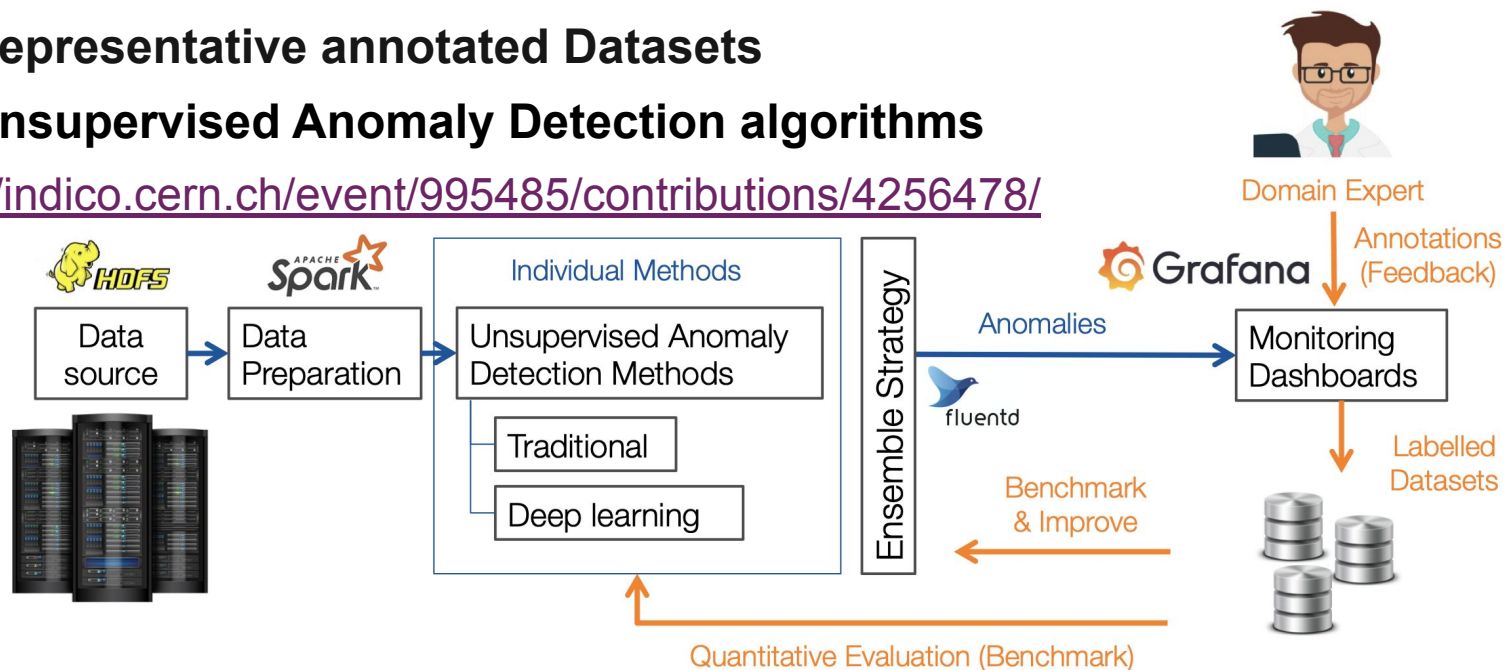 epresentative annotated Datasets
nsupervised Anomaly Detection algorithms
/indico.cern.ch/event/995485/contributions/4256478/
Domain Expert
Annotations
(Feedback)
HDFS
APACHE
Spark
Individual Methods
Grafana
Data
source
Data
Preparation
Unsupervised Anomaly
Detection Methods
Traditional
Deep learning
Ensemble Strategy
Anomalies
fluentd
Monitoring
Dashboards
Labelled
Datasets
Benchmark
& Improve
Quantitative Evaluation (Benchmark)